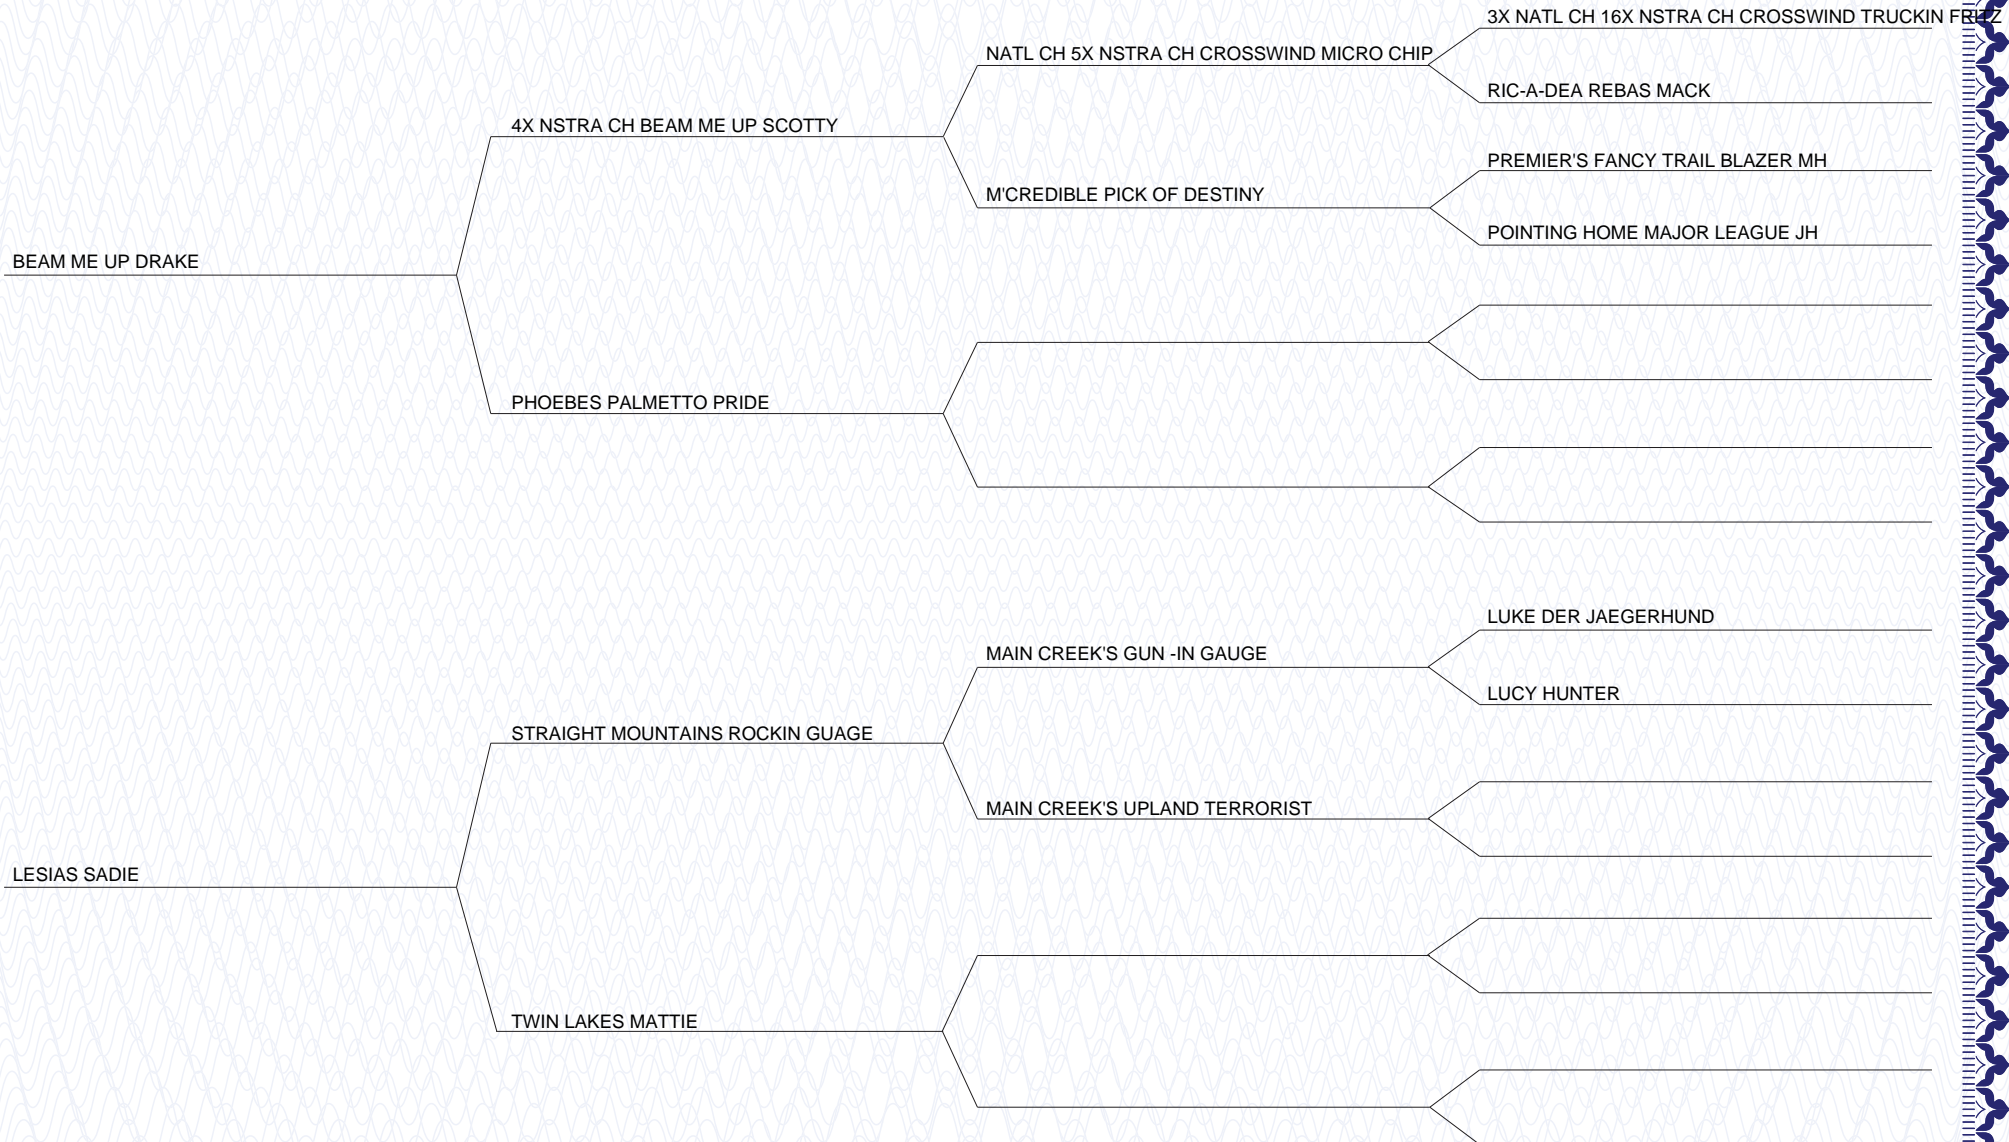 3X NATL CH 16X NSTRA CH CROSSWIND TRUCKIN FRITZ
NATL CH 5X NSTRA CH CROSSWIND MICRO CHIP
RIC-A-DEA REBAS MACK
4X NSTRA CH BEAM ME UP SCOTTY
PREMIER'S FANCY TRAIL BLAZER MH
M'CREDIBLE PICK OF DESTINY
POINTING HOME MAJOR LEAGUE JH
BEAM ME UP DRAKE
PHOEBES PALMETTO PRIDE
LUKE DER JAEGERHUND
MAIN CREEK'S GUN -IN GAUGE
LUCY HUNTER
STRAIGHT MOUNTAINS ROCKIN GUAGE
MAIN CREEK'S UPLAND TERRORIST
LESIAS SADIE
TWIN LAKES MATTIE